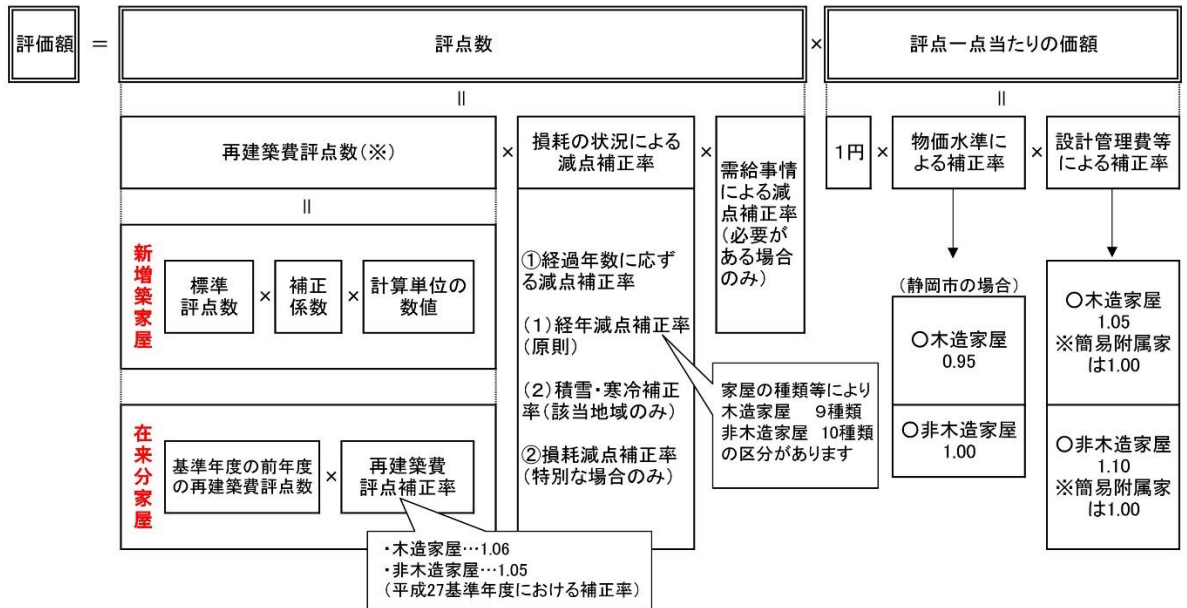 評価額 = 評点数 × 評点一点当たりの価額
= =
再建築費評点数(※) × 損耗の状況による
減点補正率
× 需給事情
による減
点補正率
(必要が
ある場合
のみ)
1円 × 物価水準
による補正率
× 設計管理費等
による補正率
=
新増築家屋
標準
評点数
× 補正
係数
× 計算単位の
数値
在来分家屋
基準年度の前年度
の再建築費評点数
× 再建築費
評点補正率
・木造家屋…1.06
・非木造家屋…1.05
(平成27基準年度における補正率)
①経過年数に応ず
る減点補正率
(1)経年減点補正率
(原則)
(2)積雪・寒冷補正
率(該当地域のみ)
②損耗減点補正率
(特別な場合のみ)
家屋の種類等により
木造家屋 9種類
非木造家屋 10種類
の区分があります
(静岡市の場合)
○木造家屋
0.95
○非木造家屋
1.00
○木造家屋
1.05
※簡易附属家
は1.00
○非木造家屋
1.10
※簡易附属家
は1.00